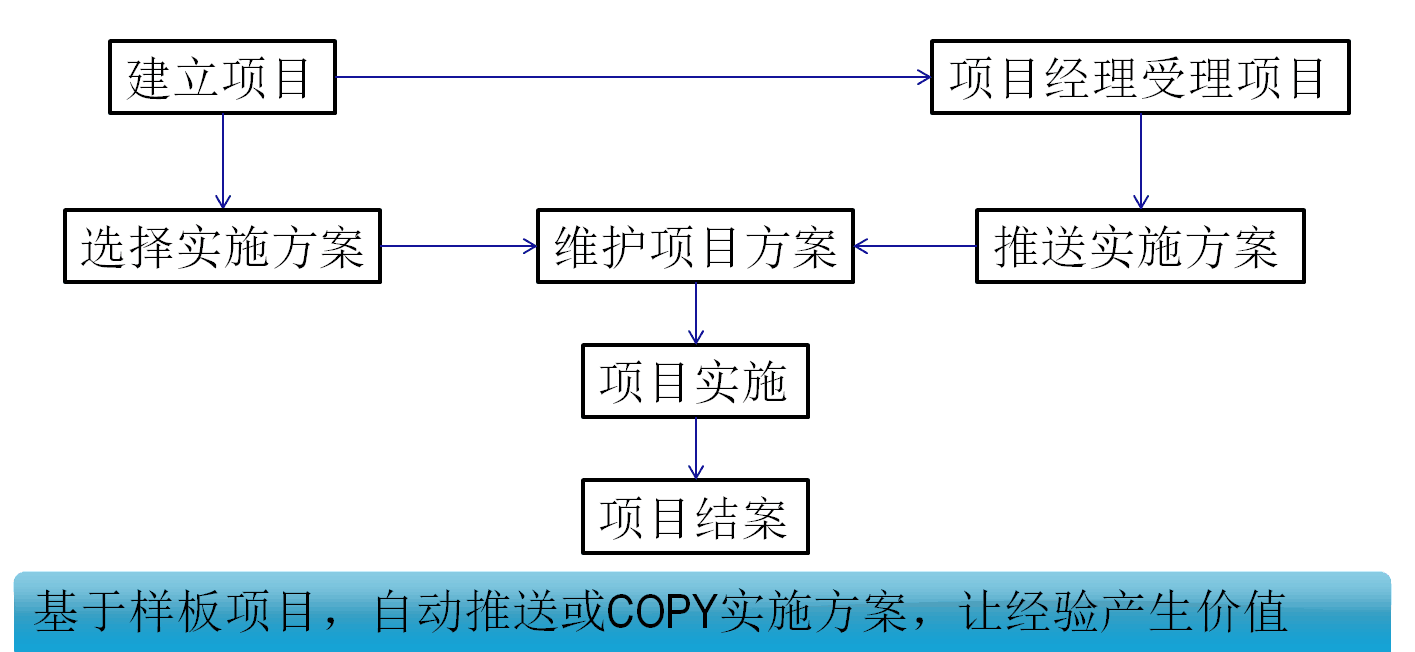 建立项目
项目经理受理项目
选择实施方案
维护项目方案
推送实施方案
项目实施
项目结案
基于样板项目，自动推送或COPY实施方案，让经验产生价值